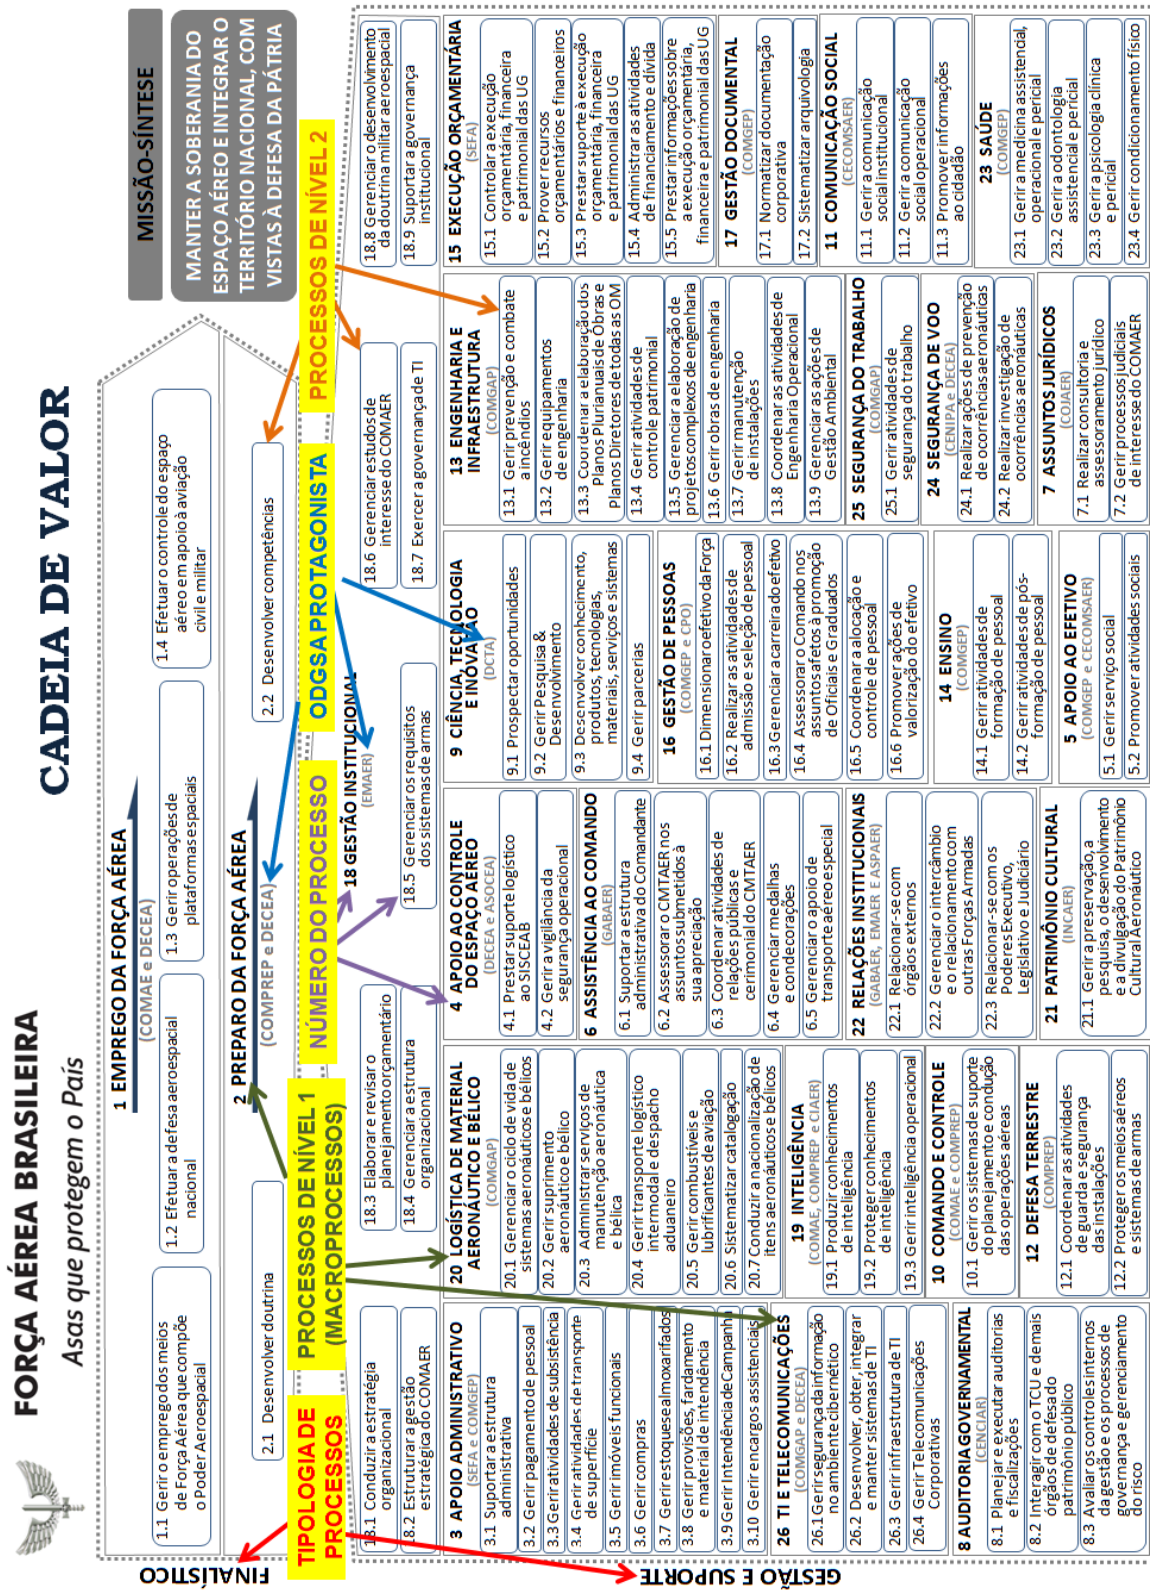 FORÇA AÉREA BRASILEIRA
Asas que protegem o País
CADEIA DE VALOR
MISSÃO-SÍNTESE
MANTER A SOBERANIA DO
ESPAÇO AÉREO E INTEGRAR O
TERRITÓRIO NACIONAL, COM
VISTAS À DEFESA DA PÁTRIA
FINALÍSTICO
1 EMPREGO DA FORÇA AÉREA
(COMAE e DECEA)
1.1 Gerir o emprego dos meios
de Força Aérea que compõe
o Poder Aeroespacial
1.2 Efetuar a defesa aeroespacial
nacional
1.3 Gerir operações de
plataformas espaciais
1.4 Efetuar o controle do espaço
aéreo em apoio à aviação
civil e militar
2 PREPARO DA FORÇA AÉREA
(COMPREP e DECEA)
2.1 Desenvolver doutrina
2.2 Desenvolver competências
TIPOLOGIA DE
PROCESSOS
PROCESSOS DE NÍVEL 1
(MACROPROCESSOS)
NÚMERO DO PROCESSO
ODGSA PROTAGONISTA
PROCESSOS DE NÍVEL 2
GESTÃO E SUPORTE
18 GESTÃO INSTITUCIONAL
(EMAER)
18.1 Conduzir a estratégia
organizacional
18.2 Estruturar a gestão
estratégica do COMAER
18.3 Elaborar e revisar o
planejamento orçamentário
18.4 Gerenciar a estrutura
organizacional
18.5 Gerenciar os requisitos
dos sistemas de armas
18.6 Gerenciar estudos de
interesse do COMAER
18.7 Exercer a governança de TI
18.8 Gerenciar o desenvolvimento
da doutrina militar aeroespacial
18.9 Suportar a governança
institucional
3 APOIO ADMINISTRATIVO
(SEFA e COMGEP)
3.1 Suportar a estrutura
administrativa
3.2 Gerir pagamento de pessoal
3.3 Gerir atividades de subsistência
3.4 Gerir atividades de transporte
de superfície
3.5 Gerir imóveis funcionais
3.6 Gerir compras
3.7 Gerir estoques e almoxarifados
3.8 Gerir provisões, fardamento
e material de intendência
3.9 Gerir Intendência de Campanha
3.10 Gerir encargos assistenciais
26 TI E TELECOMUNICAÇÕES
(COMGAP e DECEA)
26.1 Gerir segurança da informação
no ambiente cibernético
26.2 Desenvolver, obter, integrar
e manter sistemas de TI
26.3 Gerir infraestrutura de TI
26.4 Gerir Telecomunicações
Corporativas
8 AUDITORIA GOVERNAMENTAL
(CENCIAR)
8.1 Planejar e executar auditorias
e fiscalizações
8.2 Interagir com o TCU e demais
órgãos de defesa do
patrimônio público
8.3 Avaliar os controles internos
da gestão e os processos de
governança e gerenciamento
do risco
20 LOGÍSTICA DE MATERIAL
AERONÁUTICO E BÉLICO
(COMGAP)
20.1 Gerenciar o ciclo de vida de
sistemas aeronáuticos e bélicos
20.2 Gerir suprimento
aeronáutico e bélico
20.3 Administrar serviços de
manutenção aeronáutica
e bélica
20.4 Gerir transporte logístico
intermodal e despacho
aduaneiro
20.5 Gerir combustíveis e
lubrificantes de aviação
20.6 Sistematizar catalogação
20.7 Conduzir a nacionalização de
itens aeronáuticos e bélicos
19 INTELIGÊNCIA
(COMAE, COMPREP e CIAER)
19.1 Produzir conhecimentos
de inteligência
19.2 Proteger conhecimentos
de inteligência
19.3 Gerir inteligência operacional
10 COMANDO E CONTROLE
(COMAE e COMPREP)
10.1 Gerir os sistemas de suporte
do planejamento e condução
das operações aéreas
12 DEFESA TERRESTRE
(COMPREP)
12.1 Coordenar as atividades
de guarda e segurança
das instalações
12.2 Proteger os meios aéreos
e sistemas de armas
4 APOIO AO CONTROLE
DO ESPAÇO AÉREO
(DECEA e ASOCEA)
4.1 Prestar suporte logístico
ao SISCEAB
4.2 Gerir a vigilância da
segurança operacional
6 ASSISTÊNCIA AO COMANDO
(GABAER)
6.1 Suportar a estrutura
administrativa do Comandante
6.2 Assessorar o CMTAER nos
assuntos submetidos à
sua apreciação
6.3 Coordenar atividades de
relações públicas e
cerimonial do CMTAER
6.4 Gerenciar medalhas
e condecorações
6.5 Gerenciar o apoio de
transporte aéreo especial
22 RELAÇÕES INSTITUCIONAIS
(GABAER, EMAER E ASPAER)
22.1 Relacionar-se com
órgãos externos
22.2 Gerenciar o intercâmbio
e relacionamento com
outras Forças Armadas
22.3 Relacionar-se com os
Poderes Executivo,
Legislativo e Judiciário
21 PATRIMÔNIO CULTURAL
(INCAER)
21.1 Gerir a preservação, a
pesquisa, o desenvolvimento
e a divulgação do Patrimônio
Cultural Aeronáutico
9 CIÊNCIA, TECNOLOGIA
E INOVAÇÃO
(DCTA)
9.1 Prospectar oportunidades
9.2 Gerir Pesquisa &
Desenvolvimento
9.3 Desenvolver conhecimento,
produtos, tecnologias,
materiais, serviços e sistemas
9.4 Gerir parcerias
16 GESTÃO DE PESSOAS
(COMGEP e CPO)
16.1 Dimensionar o efetivo da Força
16.2 Realizar as atividades de
admissão e seleção de pessoal
16.3 Gerenciar a carreira do efetivo
16.4 Assessorar o Comando nos
assuntos afetos à promoção
de Oficiais e Graduados
16.5 Coordenar a alocação e
controle de pessoal
16.6 Promover ações de
valorização do efetivo
14 ENSINO
(COMGEP)
14.1 Gerir atividades de
formação de pessoal
14.2 Gerir atividades de pós-
formação de pessoal
5 APOIO AO EFETIVO
(COMGEP e CECOMSAER)
5.1 Gerir serviço social
5.2 Promover atividades sociais
13 ENGENHARIA E
INFRAESTRUTURA
(COMGAP)
13.1 Gerir prevenção e combate
a incêndios
13.2 Gerir equipamentos
de engenharia
13.3 Coordenar a elaboração dos
Planos Plurianuais de Obras e
Planos Diretores de todas as OM
13.4 Gerir atividades de
controle patrimonial
13.5 Gerenciar a elaboração de
projetos complexos de engenharia
13.6 Gerir obras de engenharia
13.7 Gerir manutenção
de instalações
13.8 Coordenar as atividades de
Engenharia Operacional
13.9 Gerenciar as ações de
Gestão Ambiental
25 SEGURANÇA DO TRABALHO
(COMGAP)
25.1 Gerir atividades de
segurança do trabalho
24 SEGURANÇA DE VOO
(CENIPA e DECEA)
24.1 Realizar ações de prevenção
de ocorrências aeronáuticas
24.2 Realizar investigação de
ocorrências aeronáuticas
7 ASSUNTOS JURÍDICOS
(COJAER)
7.1 Realizar consultoria e
assessoramento jurídico
7.2 Gerir processos judiciais
de interesse do COMAER
15 EXECUÇÃO ORÇAMENTÁRIA
(SEFA)
15.1 Controlar a execução
orçamentária, financeira
e patrimonial das UG
15.2 Prover recursos
orçamentários e financeiros
15.3 Prestar suporte à execução
orçamentária, financeira
e patrimonial das UG
15.4 Administrar as atividades
de financiamento e dívida
15.5 Prestar informações sobre
a execução orçamentária,
financeira e patrimonial das UG
17 GESTÃO DOCUMENTAL
(COMGEP)
17.1 Normatizar documentação
corporativa
17.2 Sistematizar arquivologia
11 COMUNICAÇÃO SOCIAL
(CECOMSAER)
11.1 Gerir a comunicação
social institucional
11.2 Gerir a comunicação
social operacional
11.3 Promover informações
ao cidadão
23 SAÚDE
(COMGEP)
23.1 Gerir a medicina assistencial,
operacional e pericial
23.2 Gerir a odontologia
assistencial e pericial
23.3 Gerir a psicologia clínica
e pericial
23.4 Gerir condicionamento físico